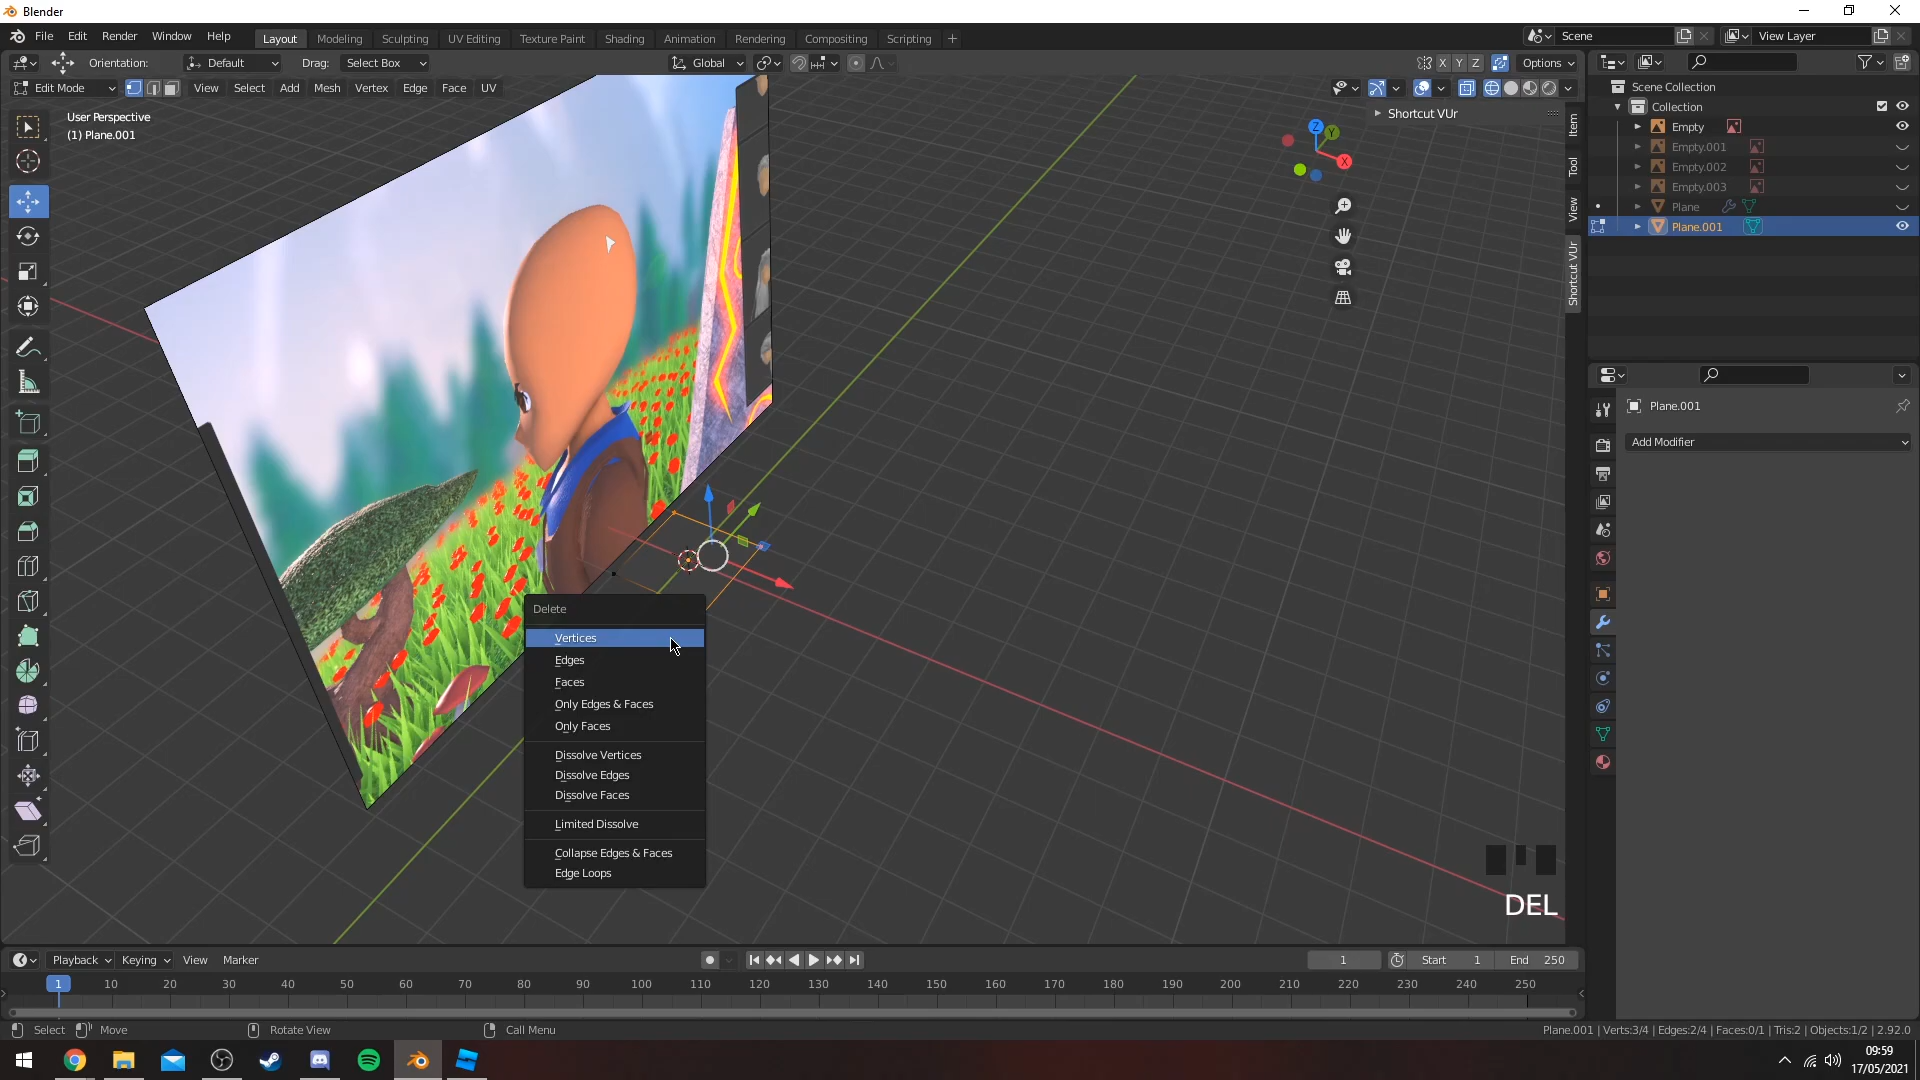 Blender
File Edit Render Window Help
Layout Modeling Sculpting UV Editing Texture Paint Shading Animation Rendering Compositing Scripting +
Scene View Layer
Orientation: Default Drag: Select Box Global X Y Z Options
Edit Mode View Select Add Mesh Vertex Edge Face UV
User Perspective
(1) Plane.001
Shortcut VUr
Z Y X
Item
Tool
View
Shortcut VUr
Scene Collection
Collection
Empty
Empty.001
Empty.002
Empty.003
Plane
Plane.001
Plane.001
Add Modifier
Delete
Vertices
Edges
Faces
Only Edges & Faces
Only Faces
Dissolve Vertices
Dissolve Edges
Dissolve Faces
Limited Dissolve
Collapse Edges & Faces
Edge Loops
DEL
Playback Keying View Marker 1 Start 1 End 250
1 10 20 30 40 50 60 70 80 90 100 110 120 130 140 150 160 170 180 190 200 210 220 230 240 250
Select Move Rotate View Call Menu Plane.001 | Verts:3/4 | Edges:2/4 | Faces:0/1 | Tris:2 | Objects:1/2 | 2.92.0
09:59
17/05/2021